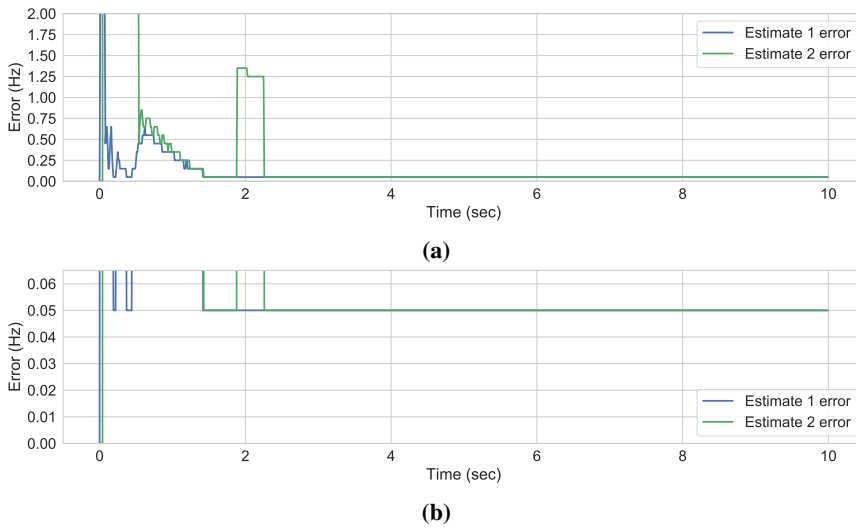 2.00
1.75
1.50
1.25
1.00
0.75
0.50
0.25
0.00
Error (Hz)
Estimate 1 error
Estimate 2 error
0 2 4 6 8 10
Time (sec)
(a)
0.06
0.05
0.04
0.03
0.02
0.01
0.00
Error (Hz)
Estimate 1 error
Estimate 2 error
0 2 4 6 8 10
Time (sec)
(b)